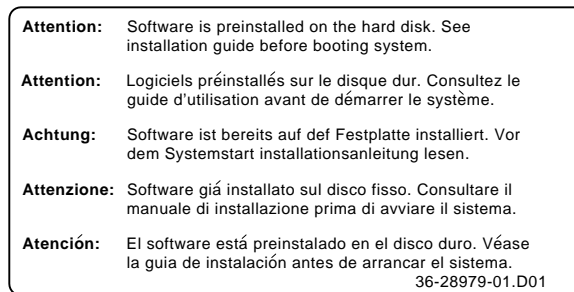 Attention: Software is preinstalled on the hard disk. See
installation guide before booting system.
Attention: Logiciels préinstallés sur le disque dur. Consultez le
guide d'utilisation avant de démarrer le système.
Achtung: Software ist bereits auf def Festplatte installiert. Vor
dem Systemstart installationsanleitung lesen.
Attenzione: Software giá installato sul disco fisso. Consultare il
manuale di installazione prima di avviare il sistema.
Atención: El software está preinstalado en el disco duro. Véase
la guia de instalación antes de arrancar el sistema.
36-28979-01.D01